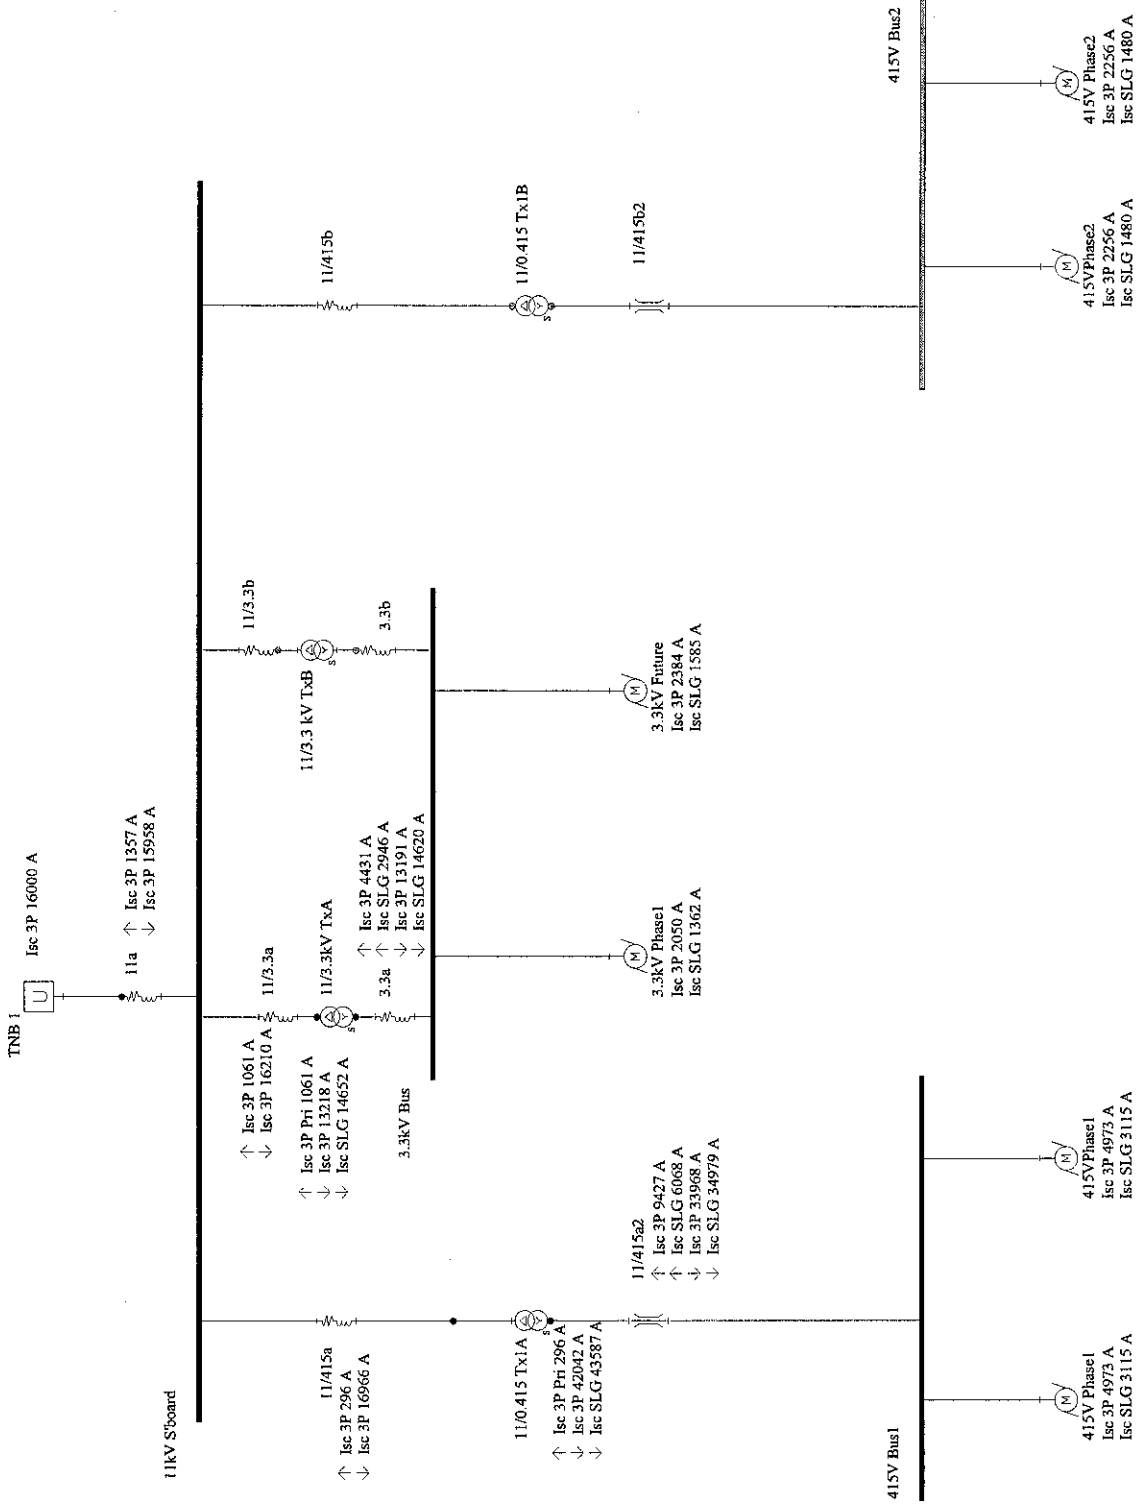 TNB 1
Isc 3P 16000 A
11a
↑ Isc 3P 1357 A
↓ Isc 3P 15958 A
11kV S'board
11/415a
↑ Isc 3P 296 A
↓ Isc 3P 16966 A
11/0.415 Tx1A
↑ Isc 3P Pri 296 A
↓ Isc 3P 42042 A
↓ Isc SLG 43587 A
11/415a2
↑ Isc 3P 9427 A
↑ Isc SLG 6068 A
↓ Isc 3P 33968 A
↓ Isc SLG 34979 A
415V Bus1
M
415V Phase1
Isc 3P 4973 A
Isc SLG 3115 A
M
415VPhase1
Isc 3P 4973 A
Isc SLG 3115 A
11/3.3a
↑ Isc 3P 1061 A
↓ Isc 3P 16210 A
11/3.3kV TxA
↑ Isc 3P Pri 1061 A
↓ Isc 3P 13218 A
↓ Isc SLG 14652 A
3.3a
↑ Isc 3P 4431 A
↑ Isc SLG 2946 A
↓ Isc 3P 13191 A
↓ Isc SLG 14620 A
3.3kV Bus
M
3.3kV Phase1
Isc 3P 2050 A
Isc SLG 1362 A
11/3.3b
11/3.3 kV TxB
3.3b
M
3.3kV Future
Isc 3P 2384 A
Isc SLG 1585 A
11/415b
11/0.415 Tx1B
11/415b2
415V Bus2
M
415VPhase2
Isc 3P 2256 A
Isc SLG 1480 A
M
415V Phase2
Isc 3P 2256 A
Isc SLG 1480 A
U
S
S
S
S